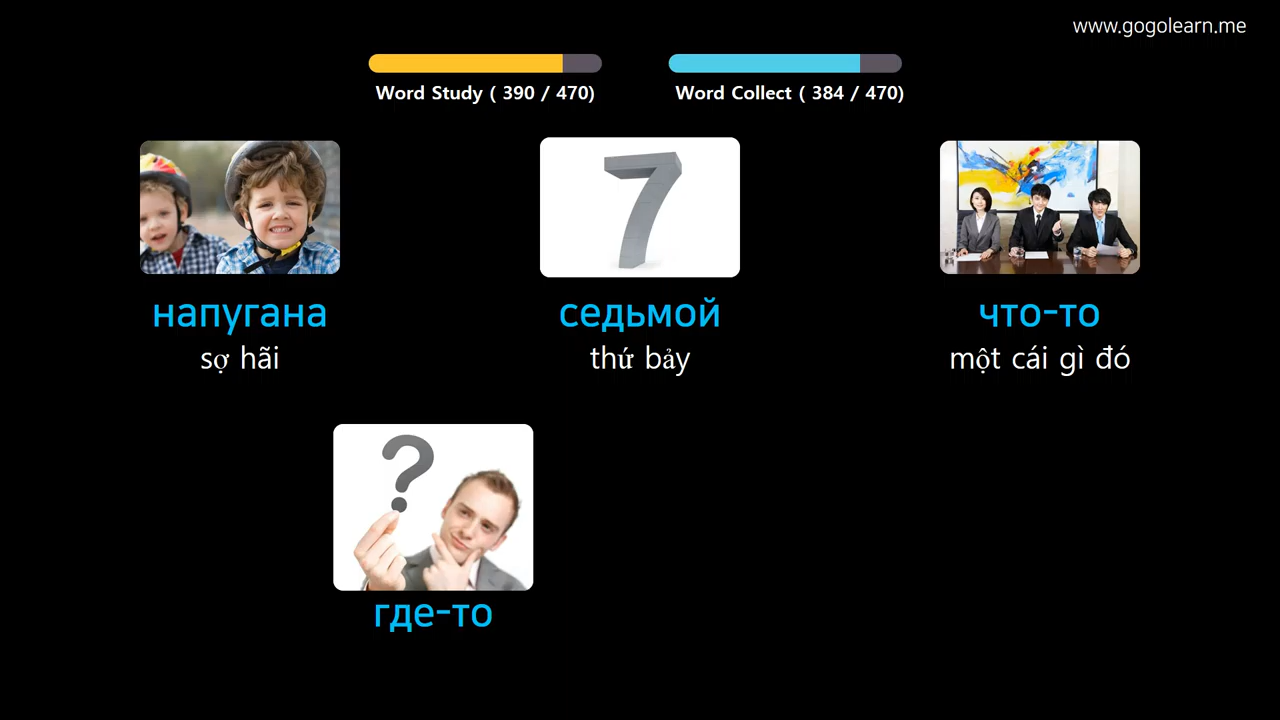 www.gogolearn.me
Word Study ( 390 / 470)
Word Collect ( 384 / 470)
напугана
седьмой
что-то
sợ hãi
thứ bảy
một cái gì đó
где-то